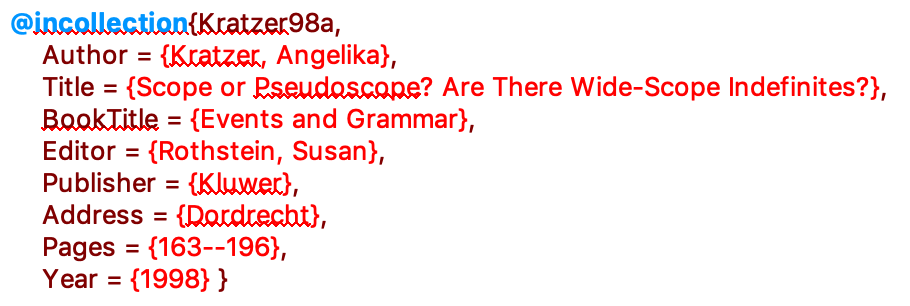 @incollection{Kratzer98a,
Author = {Kratzer, Angelika},
Title = {Scope or Pseudoscope? Are There Wide-Scope Indefinites?},
BookTitle = {Events and Grammar},
Editor = {Rothstein, Susan},
Publisher = {Kluwer},
Address = {Dordrecht},
Pages = {163--196},
Year = {1998} }